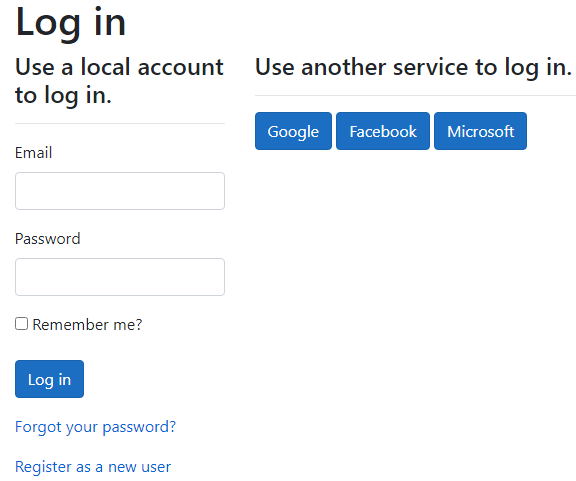 Log in
Use a local account
to log in.
Email
Password
Remember me?
Log in
Forgot your password?
Register as a new user
Use another service to log in.
Google Facebook Microsoft